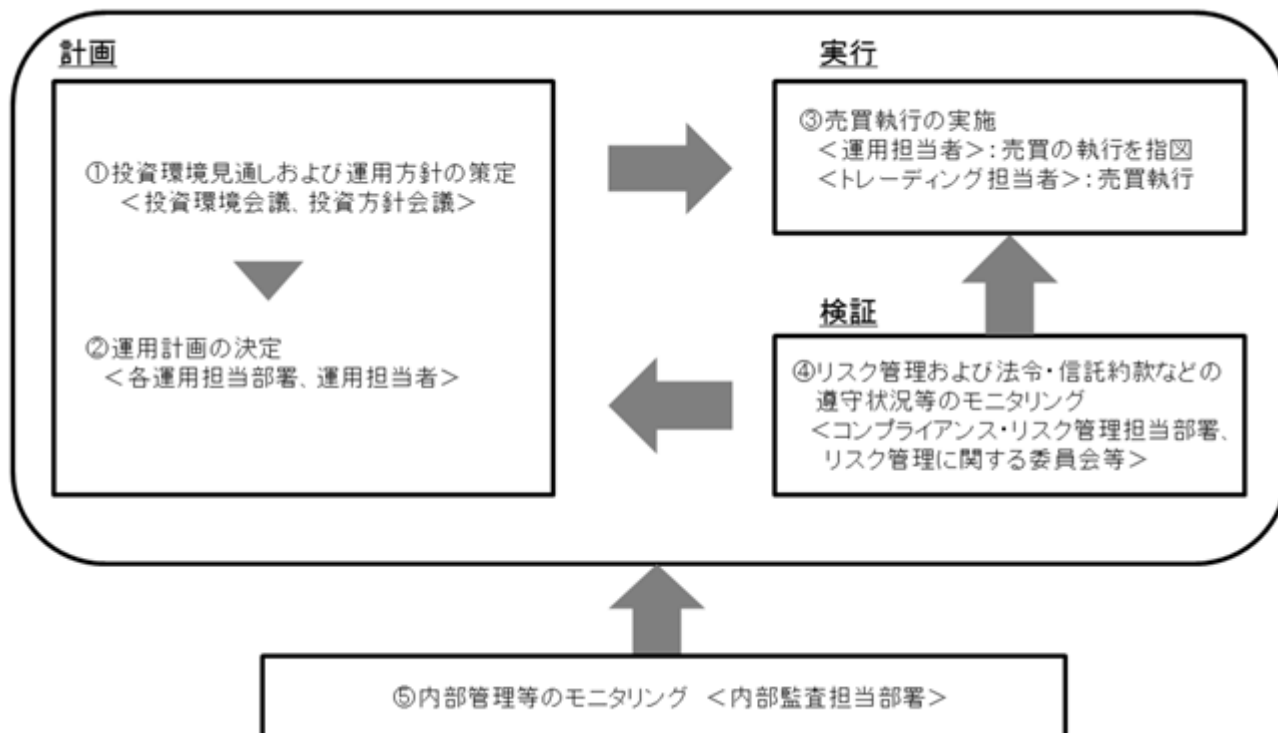 計画
①投資環境見通しおよび運用方針の策定
＜投資環境会議、投資方針会議＞
②運用計画の決定
＜各運用担当部署、運用担当者＞
実行
③売買執行の実施
＜運用担当者＞：売買の執行を指図
＜トレーディング担当者＞：売買執行
検証
④リスク管理および法令・信託約款などの
遵守状況等のモニタリング
＜コンプライアンス・リスク管理担当部署、
リスク管理に関する委員会等＞
⑤内部管理等のモニタリング ＜内部監査担当部署＞